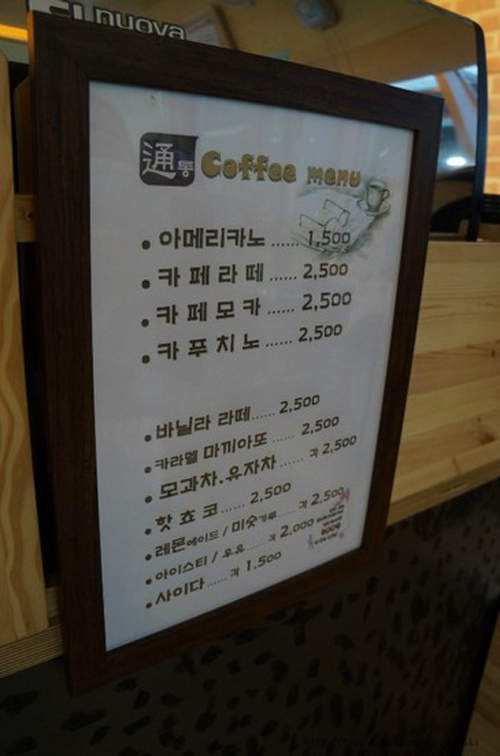 nuova
通 통 Coffee menu
• 아메리카노 ...... 1,500
• 카 페 라 떼 ...... 2,500
• 카 페 모 카 ...... 2,500
• 카 푸 치 노 ...... 2,500
• 바닐라 라떼 ...... 2,500
• 카라멜 마끼아또 ...... 2,500
• 모과차.유자차 ...... 각 2,500
• 핫 쵸 코 ...... 2,500
• 레몬에이드 / 미숫가루 ...... 각 2,500
• 아이스티 / 우유 ...... 각 2,000
• 사이다 ...... 각 1,500